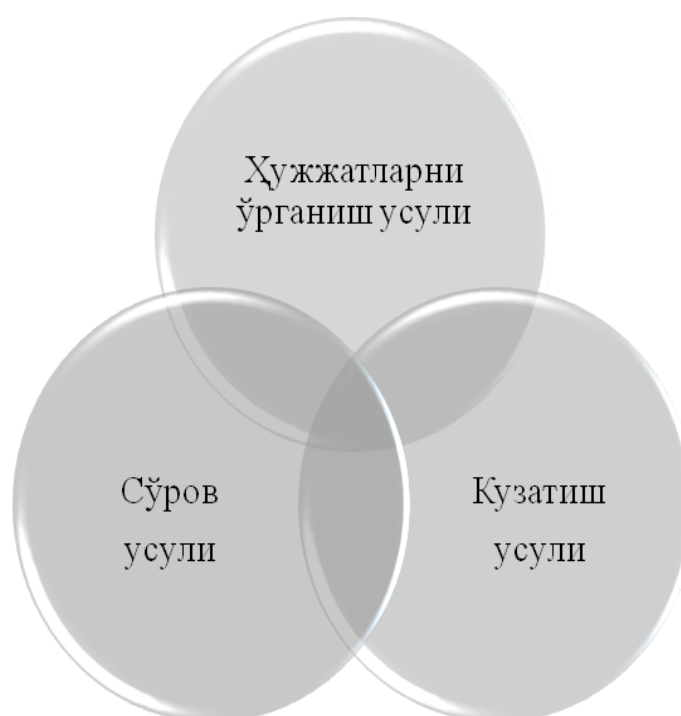 Ҳужжатларни
ўрганиш усули
Сўров
усули
Кузатиш
усули